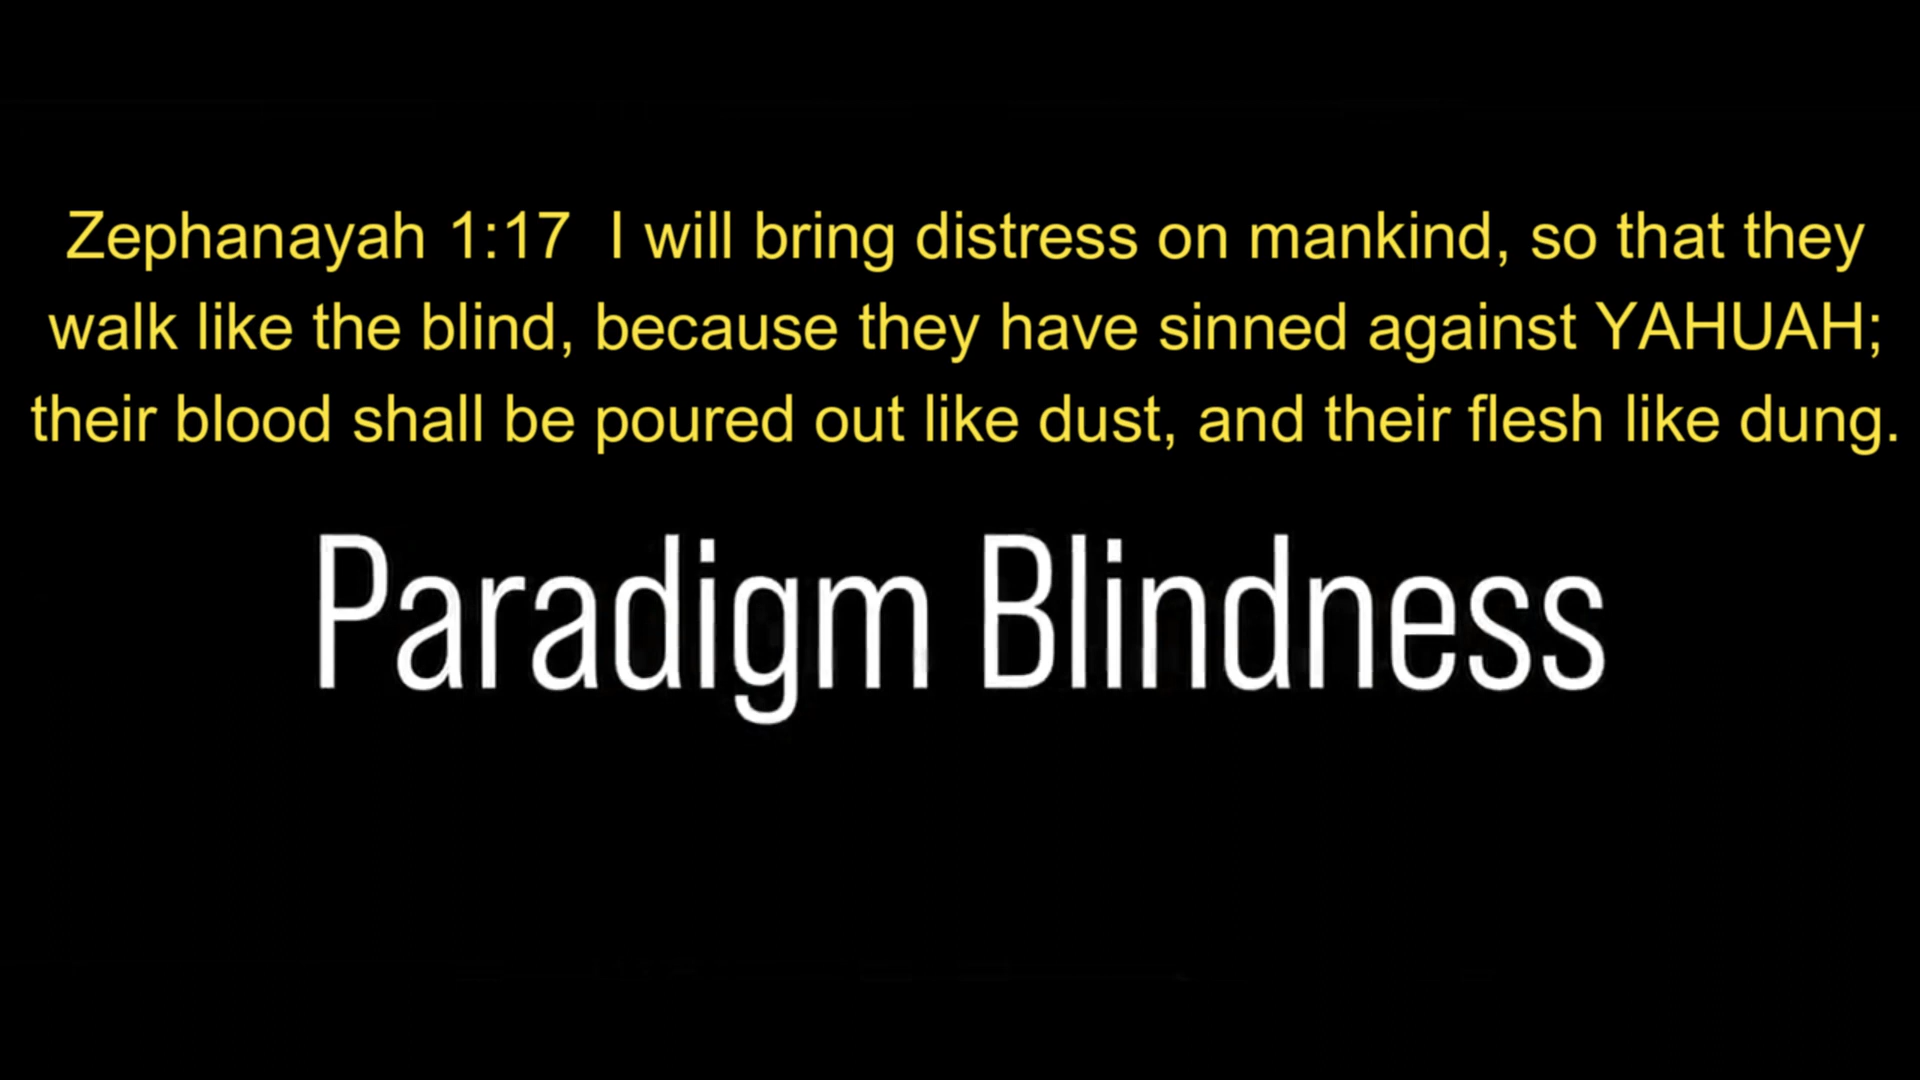 Zephanayah 1:17  I will bring distress on mankind, so that they
walk like the blind, because they have sinned against YAHUAH;
their blood shall be poured out like dust, and their flesh like dung.
Paradigm Blindness